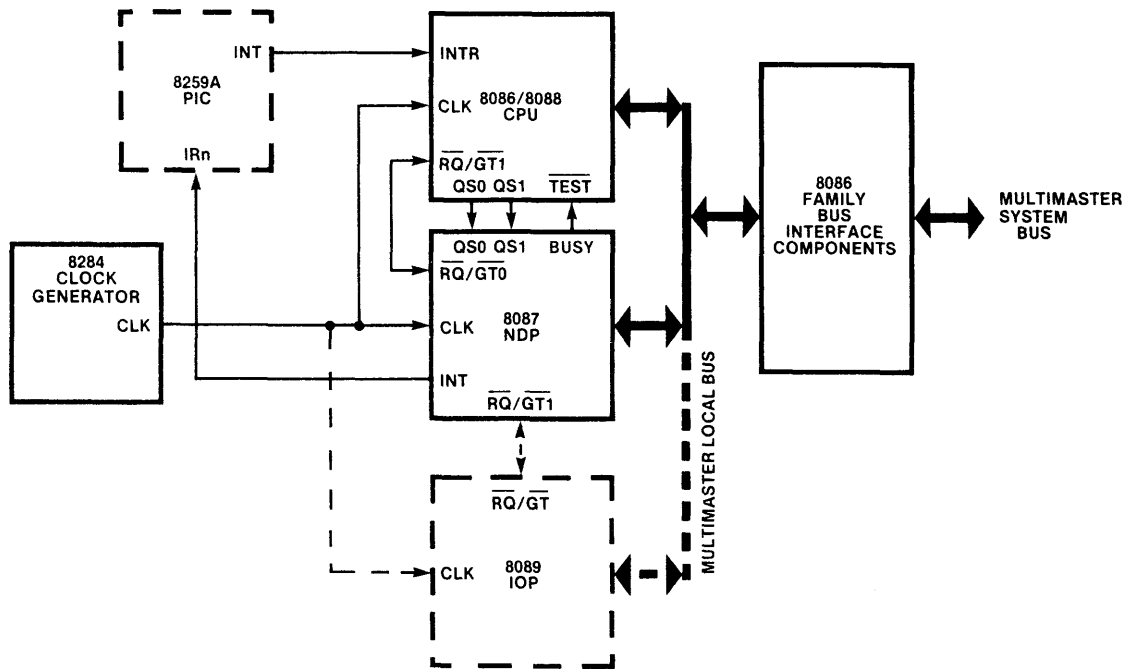 INT
8259A
PIC
IRn
INTR
8086/8088
CPU
CLK
RQ/GT1
QS0 QS1 TEST
QS0 QS1 BUSY
RQ/GT0
8087
NDP
CLK
INT
RQ/GT1
8284
CLOCK
GENERATOR
CLK
RQ/GT
8089
IOP
CLK
MULTIMASTER LOCAL BUS
8086
FAMILY
BUS
INTERFACE
COMPONENTS
MULTIMASTER
SYSTEM
BUS